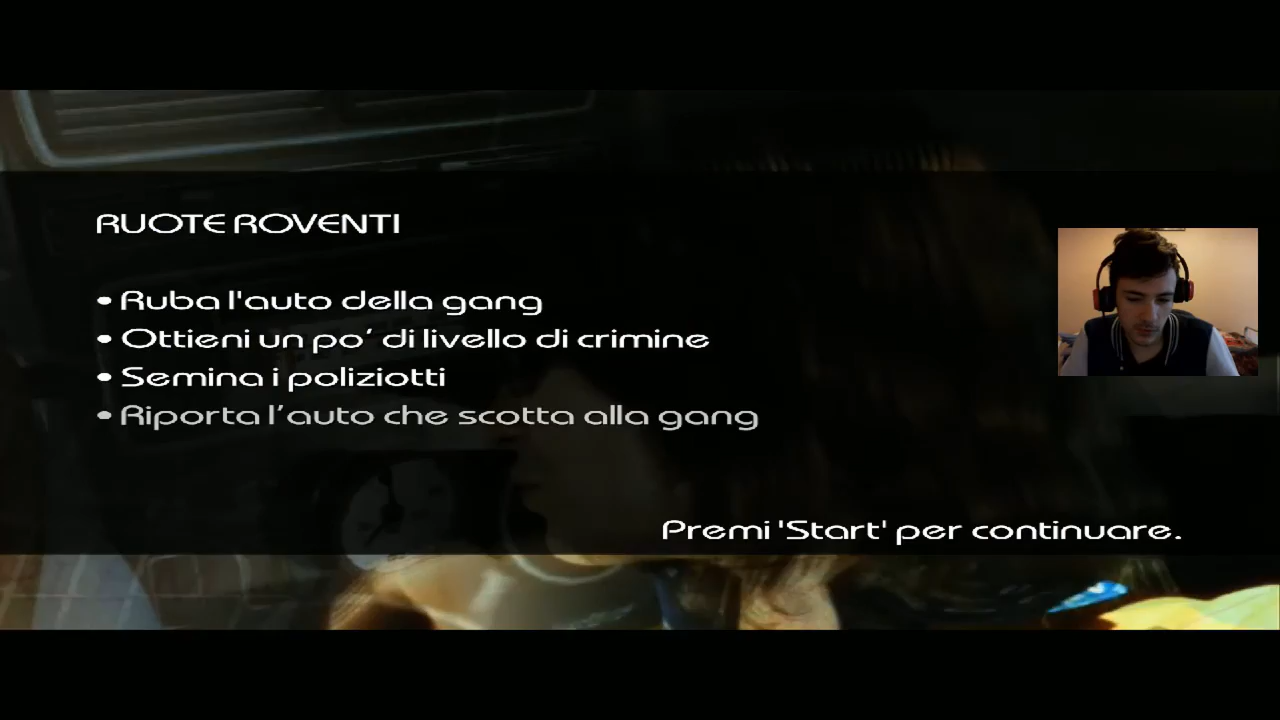 RUOTE ROVENTI
• Ruba l'auto della gang
• Ottieni un po’ di livello di crimine
• Semina i poliziotti
• Riporta l’auto che scotta alla gang
Premi 'Start' per continuare.